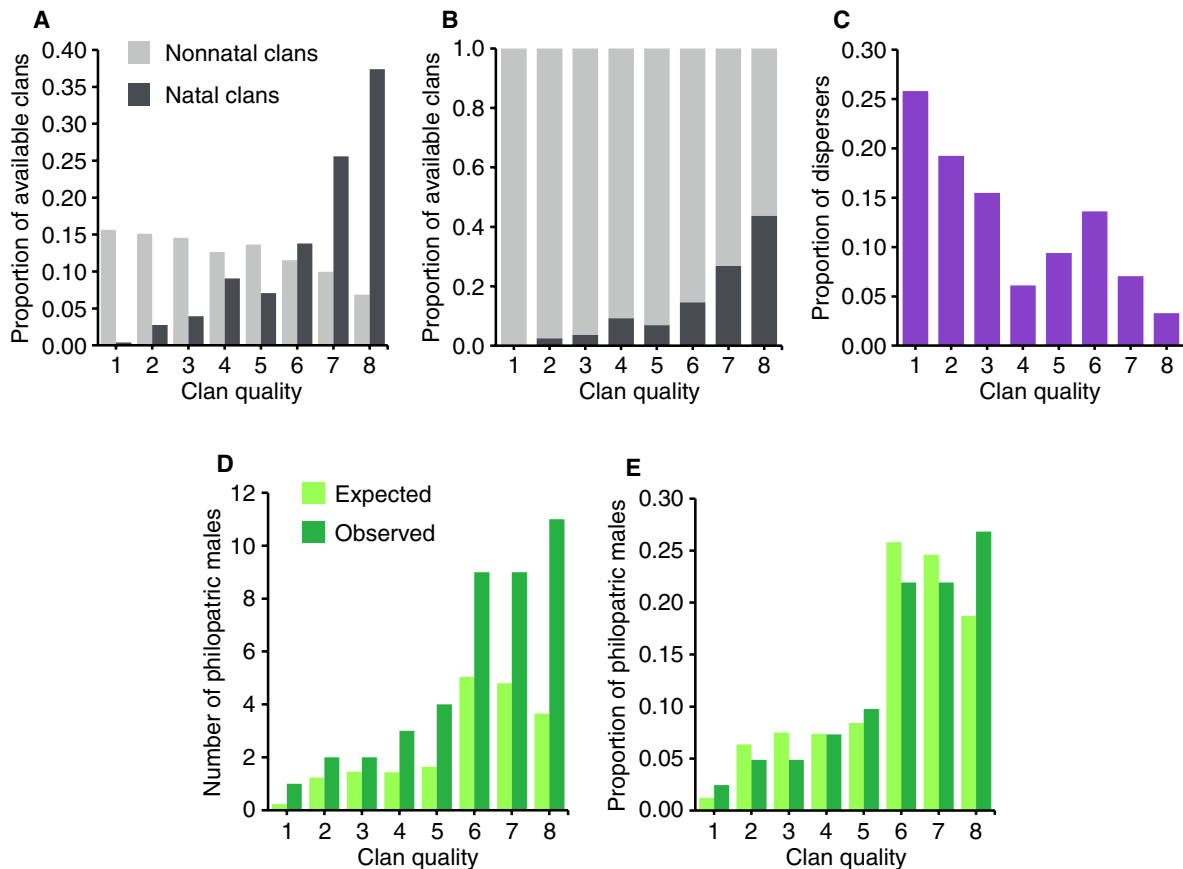 A
Nonnatal clans
Natal clans
Proportion of available clans
0.40
0.35
0.30
0.25
0.20
0.15
0.10
0.05
0.00
1 2 3 4 5 6 7 8
Clan quality
B
Proportion of available clans
1.0
0.8
0.6
0.4
0.2
0.0
1 2 3 4 5 6 7 8
Clan quality
C
Proportion of dispersers
0.30
0.25
0.20
0.15
0.10
0.05
0.00
1 2 3 4 5 6 7 8
Clan quality
D
Expected
Observed
Number of philopatric males
12
10
8
6
4
2
0
1 2 3 4 5 6 7 8
Clan quality
E
Proportion of philopatric males
0.30
0.25
0.20
0.15
0.10
0.05
0.00
1 2 3 4 5 6 7 8
Clan quality